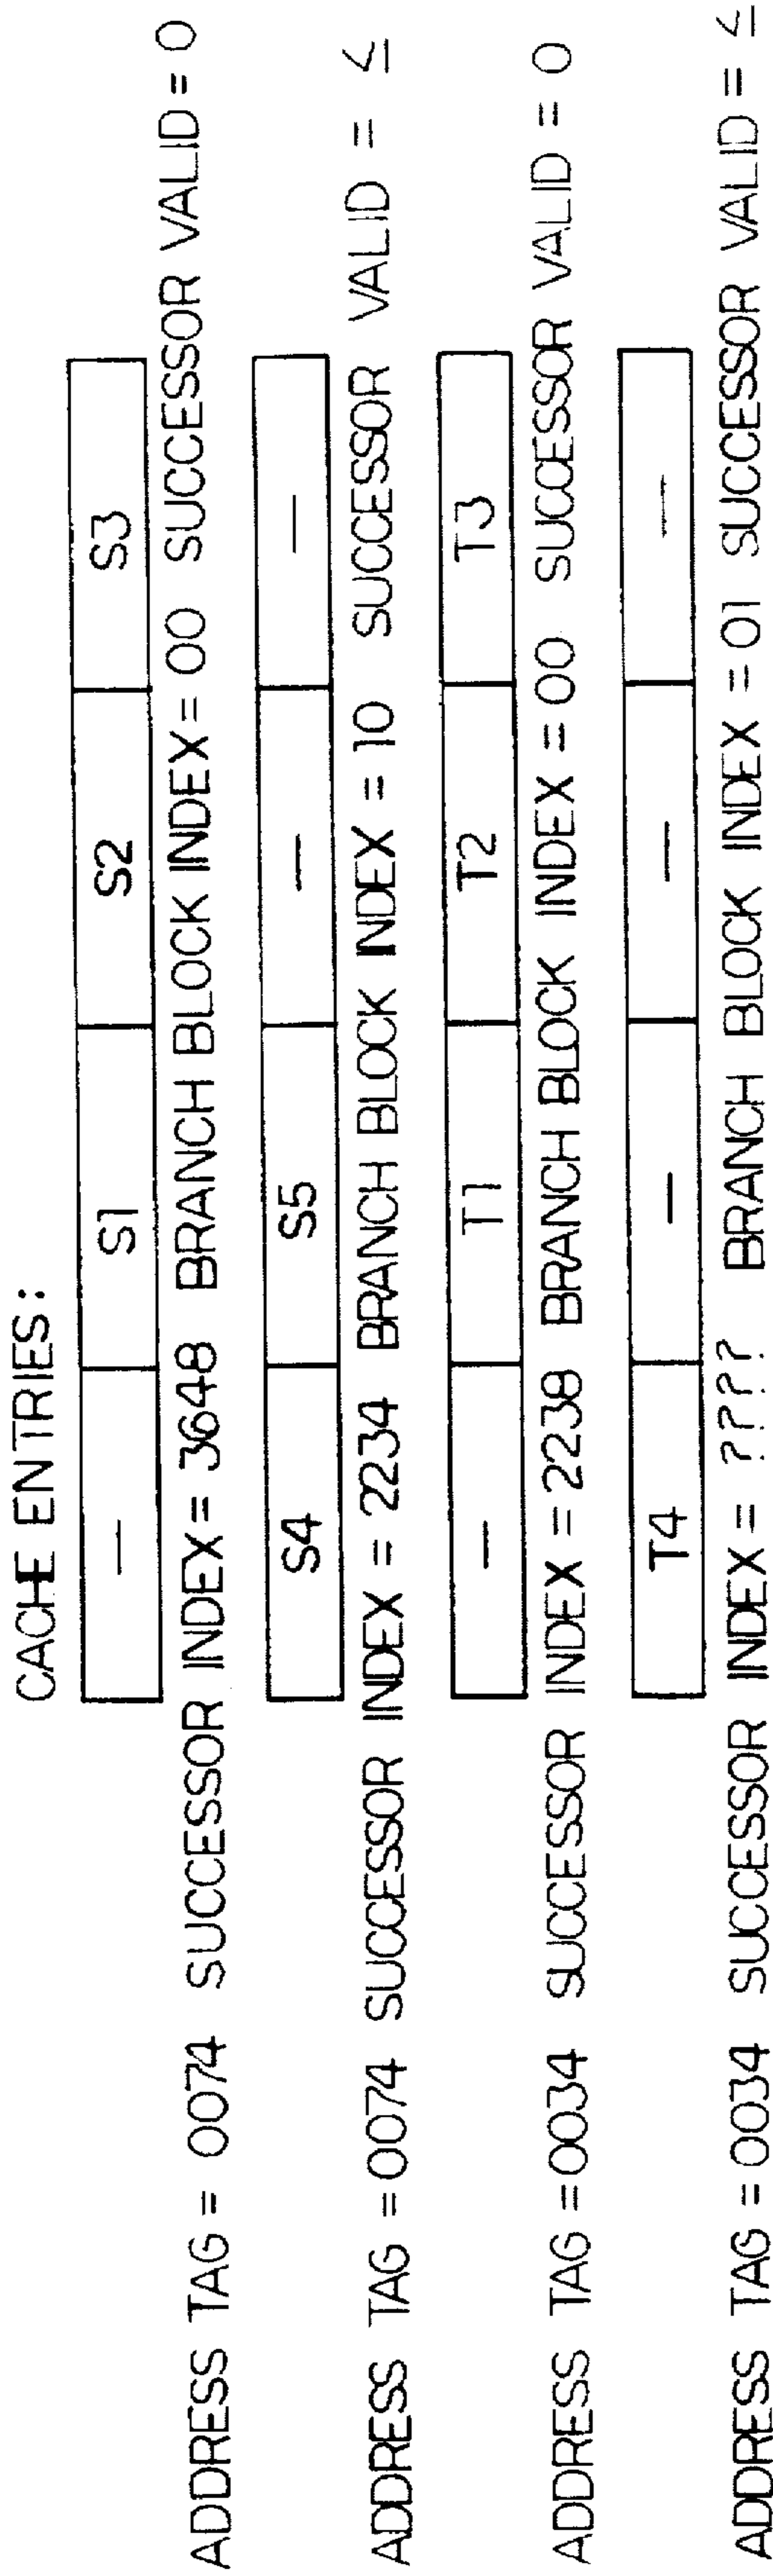 CACHE ENTRIES:
— S1 S2 S3
ADDRESS TAG = 0074 SUCCESSOR INDEX = 3648 BRANCH BLOCK INDEX = 00 SUCCESSOR VALID = 0
S4 S5 — —
ADDRESS TAG = 0074 SUCCESSOR INDEX = 2234 BRANCH BLOCK INDEX = 10 SUCCESSOR VALID =
— T1 T2 T3
ADDRESS TAG = 0034 SUCCESSOR INDEX = 2238 BRANCH BLOCK INDEX = 00 SUCCESSOR VALID = 0
T4 — — —
ADDRESS TAG = 0034 SUCCESSOR INDEX = ???? BRANCH BLOCK INDEX = 01 SUCCESSOR VALID =